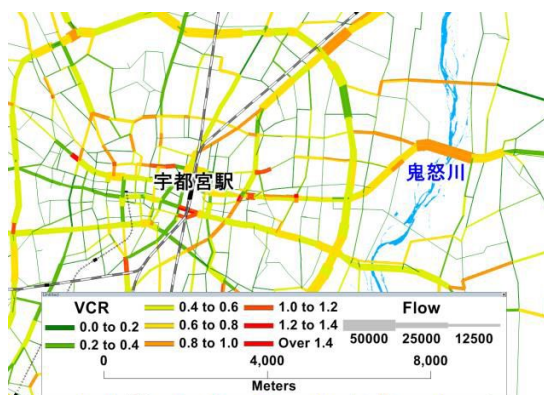 宇都宮駅
鬼怒川
VCR
0.0 to 0.2
0.2 to 0.4
0.4 to 0.6
0.6 to 0.8
0.8 to 1.0
1.0 to 1.2
1.2 to 1.4
Over 1.4
Flow
50000 25000 12500
0 4,000 8,000
Meters